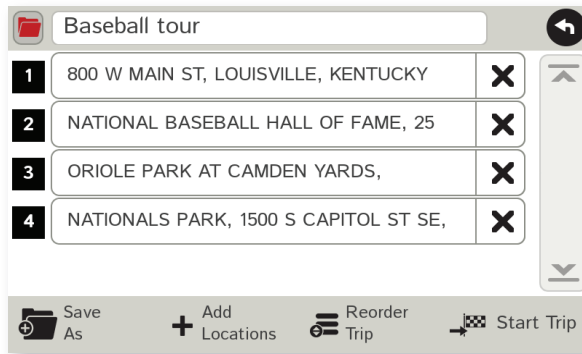 Baseball tour
1 800 W MAIN ST, LOUISVILLE, KENTUCKY
2 NATIONAL BASEBALL HALL OF FAME, 25
3 ORIOLE PARK AT CAMDEN YARDS,
4 NATIONALS PARK, 1500 S CAPITOL ST SE,
Save As
Add Locations
Reorder Trip
Start Trip